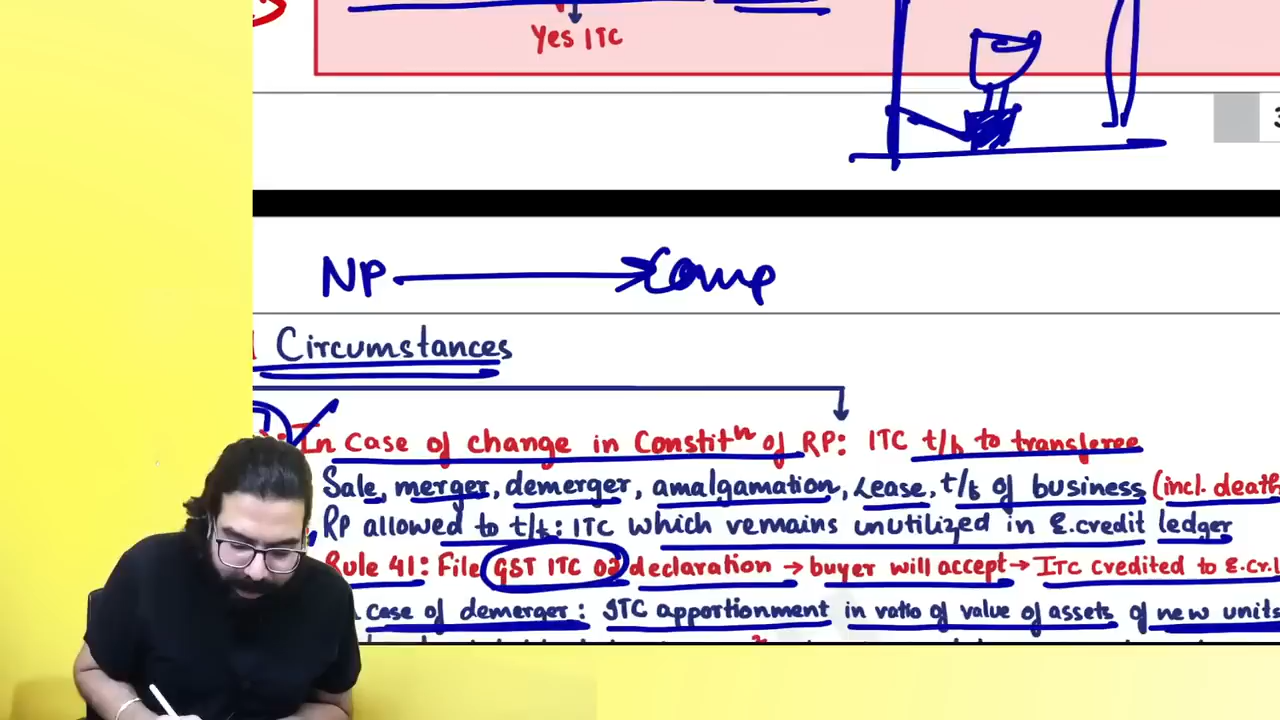 Yes ITC
3
NP → Comp
Circumstances
In case of change in Constitⁿ of RP: ITC t/f to transferee
Sale, merger, demerger, amalgamation, Lease, t/f of business (incl. death
RP allowed to t/f: ITC which remains unutilized in E.credit ledger
Rule 41: File GST ITC 02 declaration → buyer will accept → ITC credited to E.cr.L
case of demerger: ITC apportionment in ratio of value of assets of new units